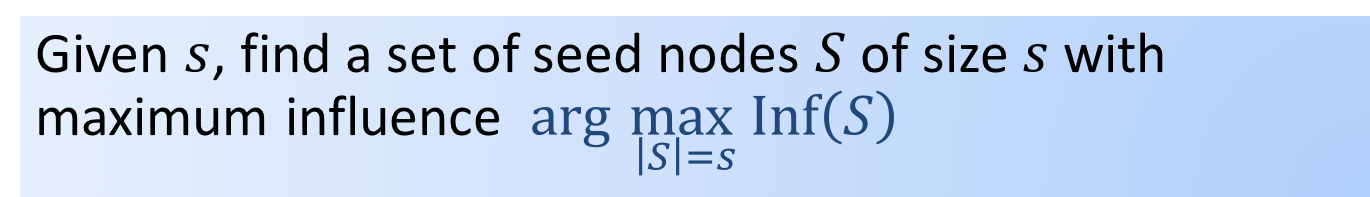 Given s, find a set of seed nodes S of size s with
maximum influence arg max Inf(S)
|S|=s